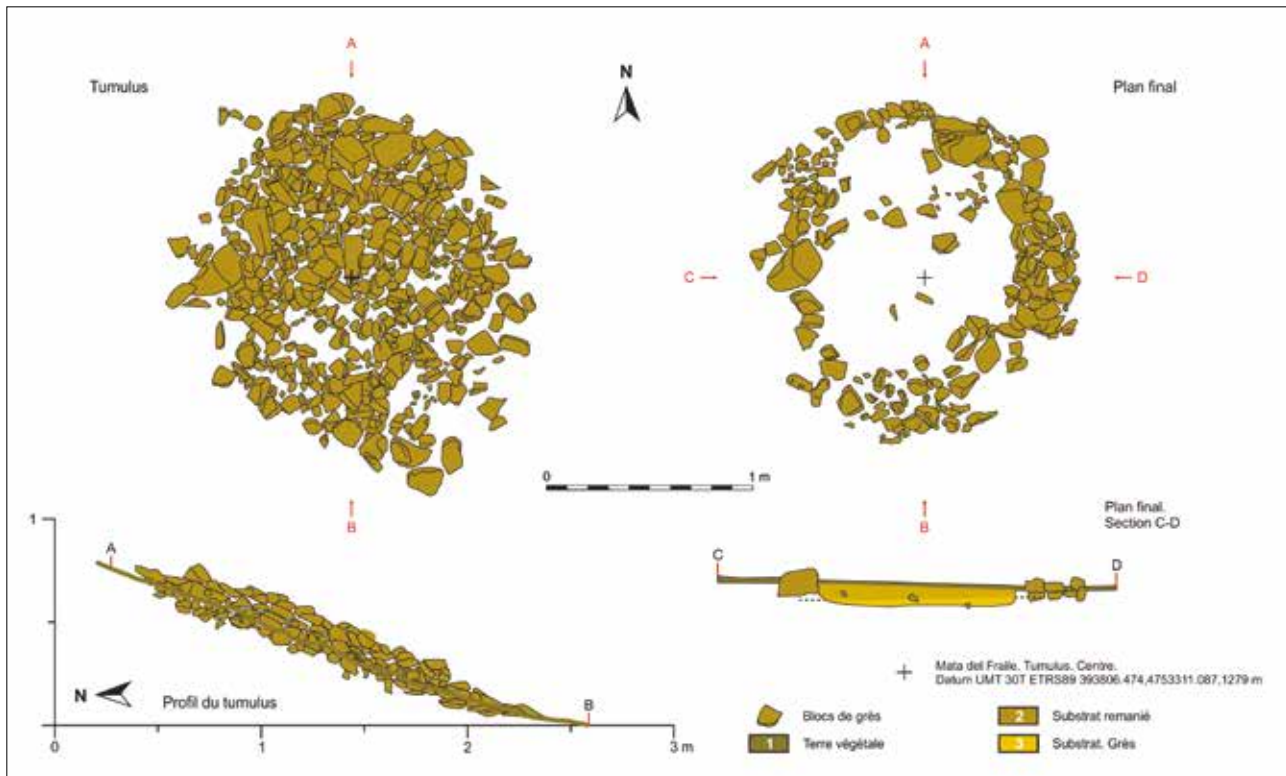 A
A
Tumulus
N
Plan final
C
D
0
1 m
B
B
Plan final.
Section C-D
1
A
C
D
N
Profil du tumulus
B
0
1
2
3 m
Mata del Fraile. Tumulus. Centre.
Datum UMT 30T ETRS89 393806.474,4753311.087,1279 m
Blocs de grès
2 Substrat remanié
1 Terre végétale
3 Substrat. Grès